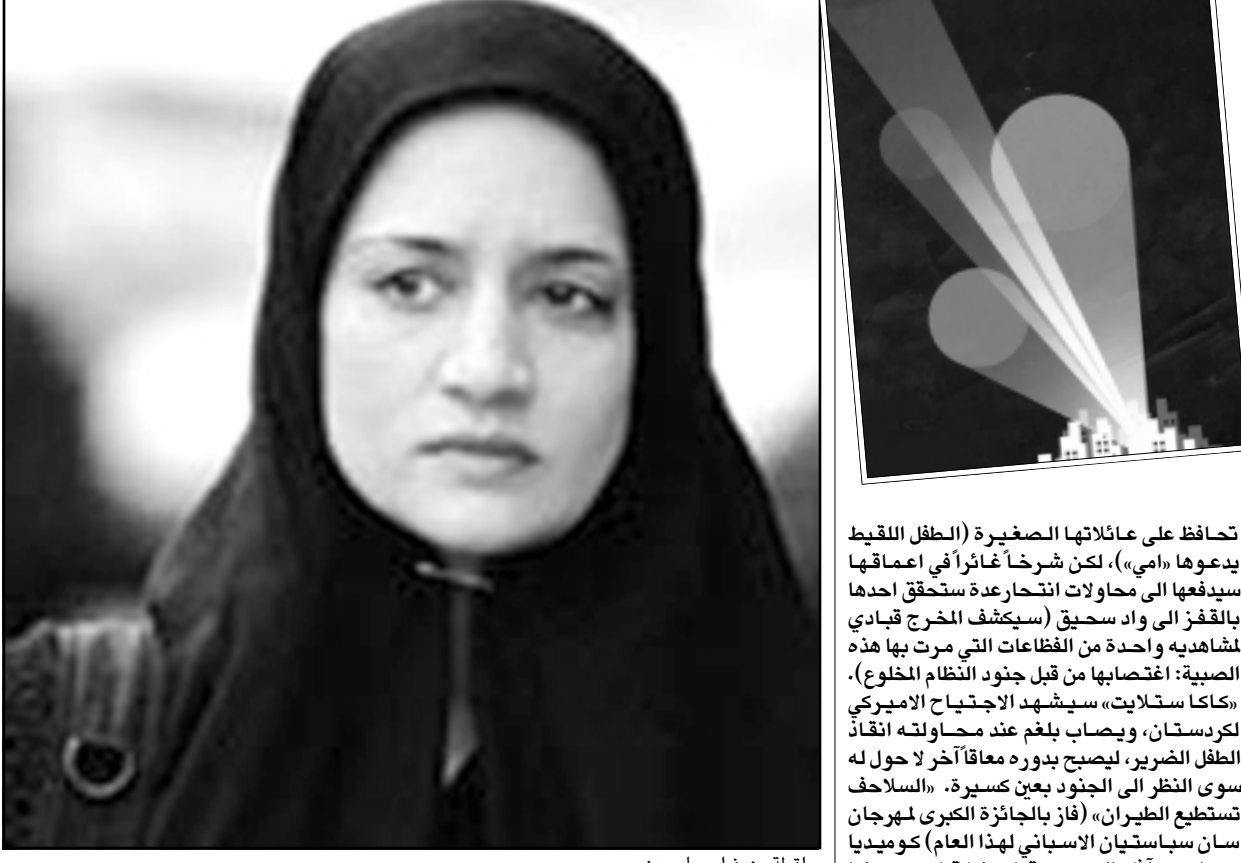 تحافظ على عائلاتها الصغيرة (الطفل اللقيط
يدعوها «امي»)، لكن شرخاً غائراً في اعماقها
سيدفعها الى محاولات انتحار عدة ستحقق احدها
بالقفز الى واد سحيق (سيكشف المخرج قبادي
لمشاهديه واحدة من الفظاعات التي مرت بها هذه
الصبية: اغتصابها من قبل جنود النظام المخلوع).
«كاكا ستلايت» سيشهد الاجتياح الاميركي
لكردستان، ويصاب بلغم عند محاولته انقاذ
الطفل الضرير، ليصبح بدوره معاقاً آخر لا حول له
سوى النظر الى الجنود بعين كسيرة. «السلاحف
تستطيع الطيران» (فاز بالجائزة الكبرى لمهرجان
سان سباستيان الاسباني لهذا العام) كوميديا